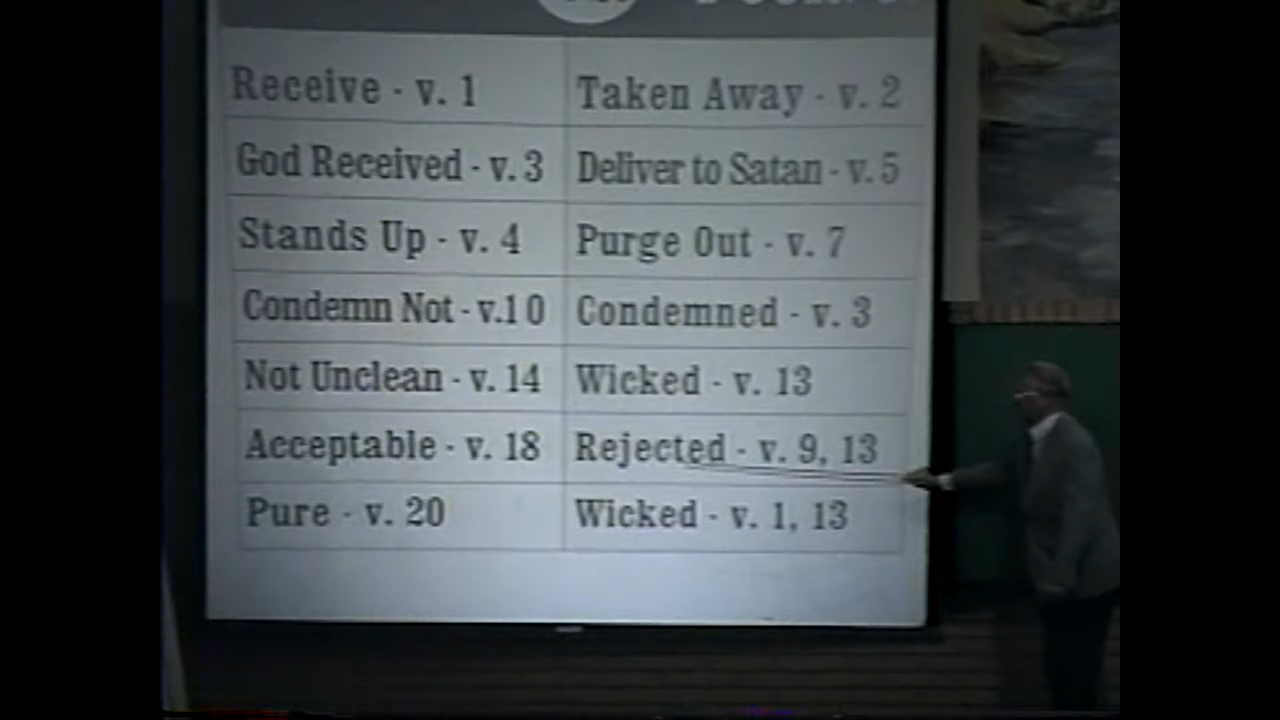 Receive - v. 1 Taken Away - v. 2
God Received - v. 3 Deliver to Satan - v. 5
Stands Up - v. 4 Purge Out - v. 7
Condemn Not - v.10 Condemned - v. 3
Not Unclean - v. 14 Wicked - v. 13
Acceptable - v. 18 Rejected - v. 9, 13
Pure - v. 20 Wicked - v. 1, 13